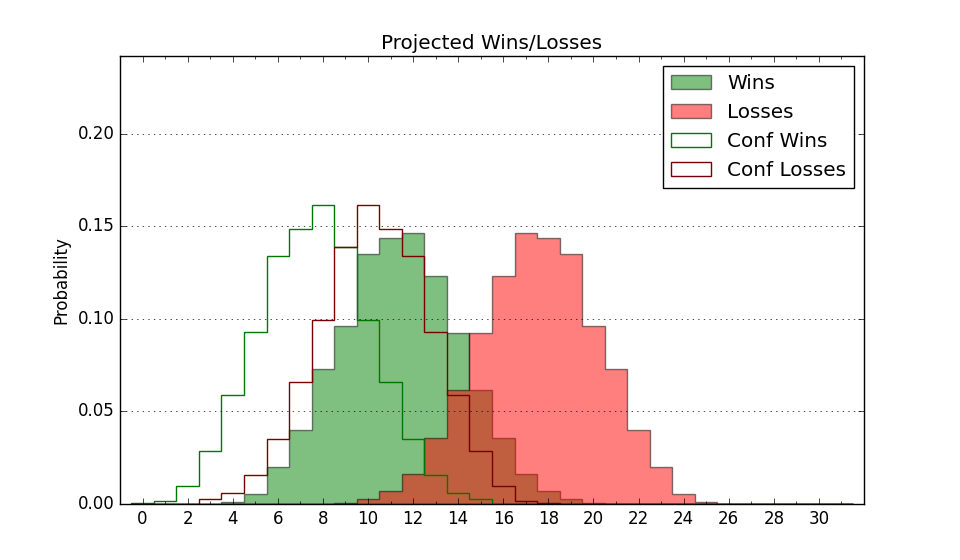 Projected Wins/Losses
Wins
Losses
Conf Wins
Conf Losses
Probability
0.20
0.15
0.10
0.05
0.00
0 2 4 6 8 10 12 14 16 18 20 22 24 26 28 30